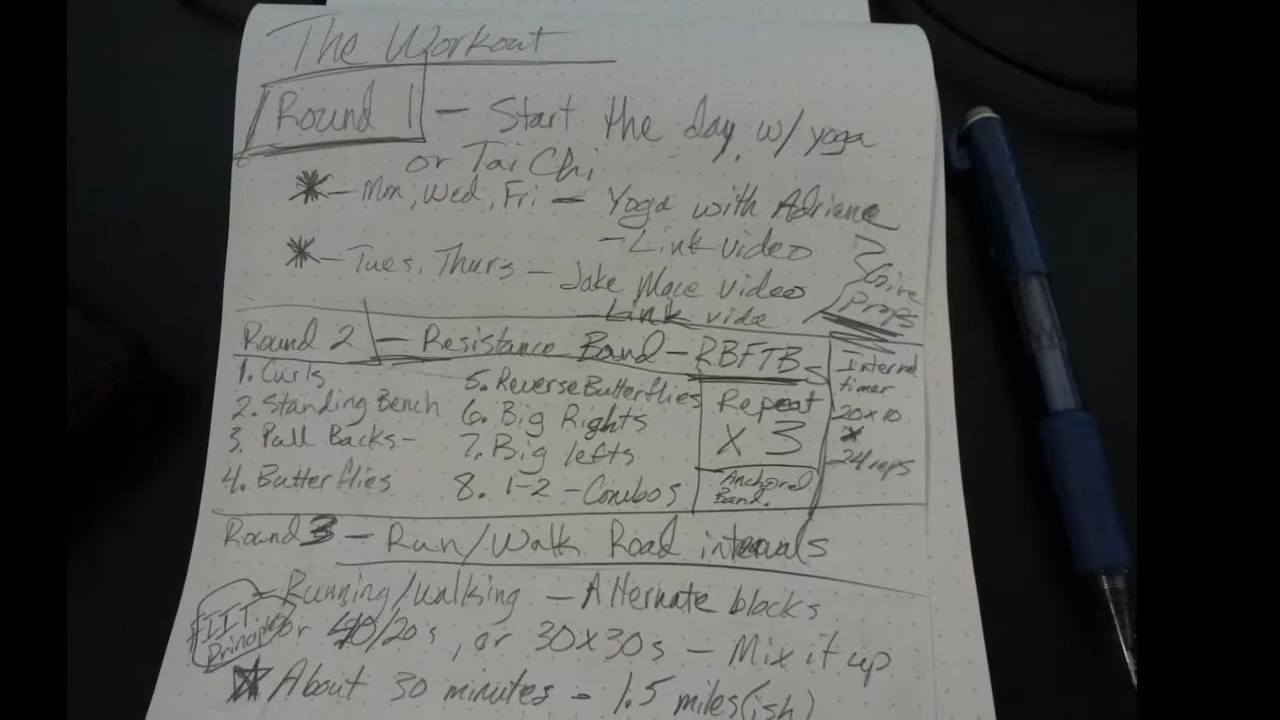 The Workout
Round 1 – Start the day w/ yoga
or Tai Chi
* – Mon, Wed, Fri – Yoga with Adriene
– Link video
* – Tues, Thurs – Jake Mace video
Link vide
Give
Props
Round 2 – Resistance Band – RBFTBs
1. Curls
2. Standing Bench
3. Pull Backs –
4. Butterflies
5. Reverse Butterflies
6. Big Rights
7. Big lefts
8. 1-2 – Combos
Repeat
X 3
– Anchored
Band.
Interval
timer
20x10
x
24 reps
Round 3 – Run/Walk Road intervals
– Running/walking – Alternate blocks
or 40/20s, or 30x30s – Mix it up
Principle
About 30 minutes – 1.5 miles(ish)